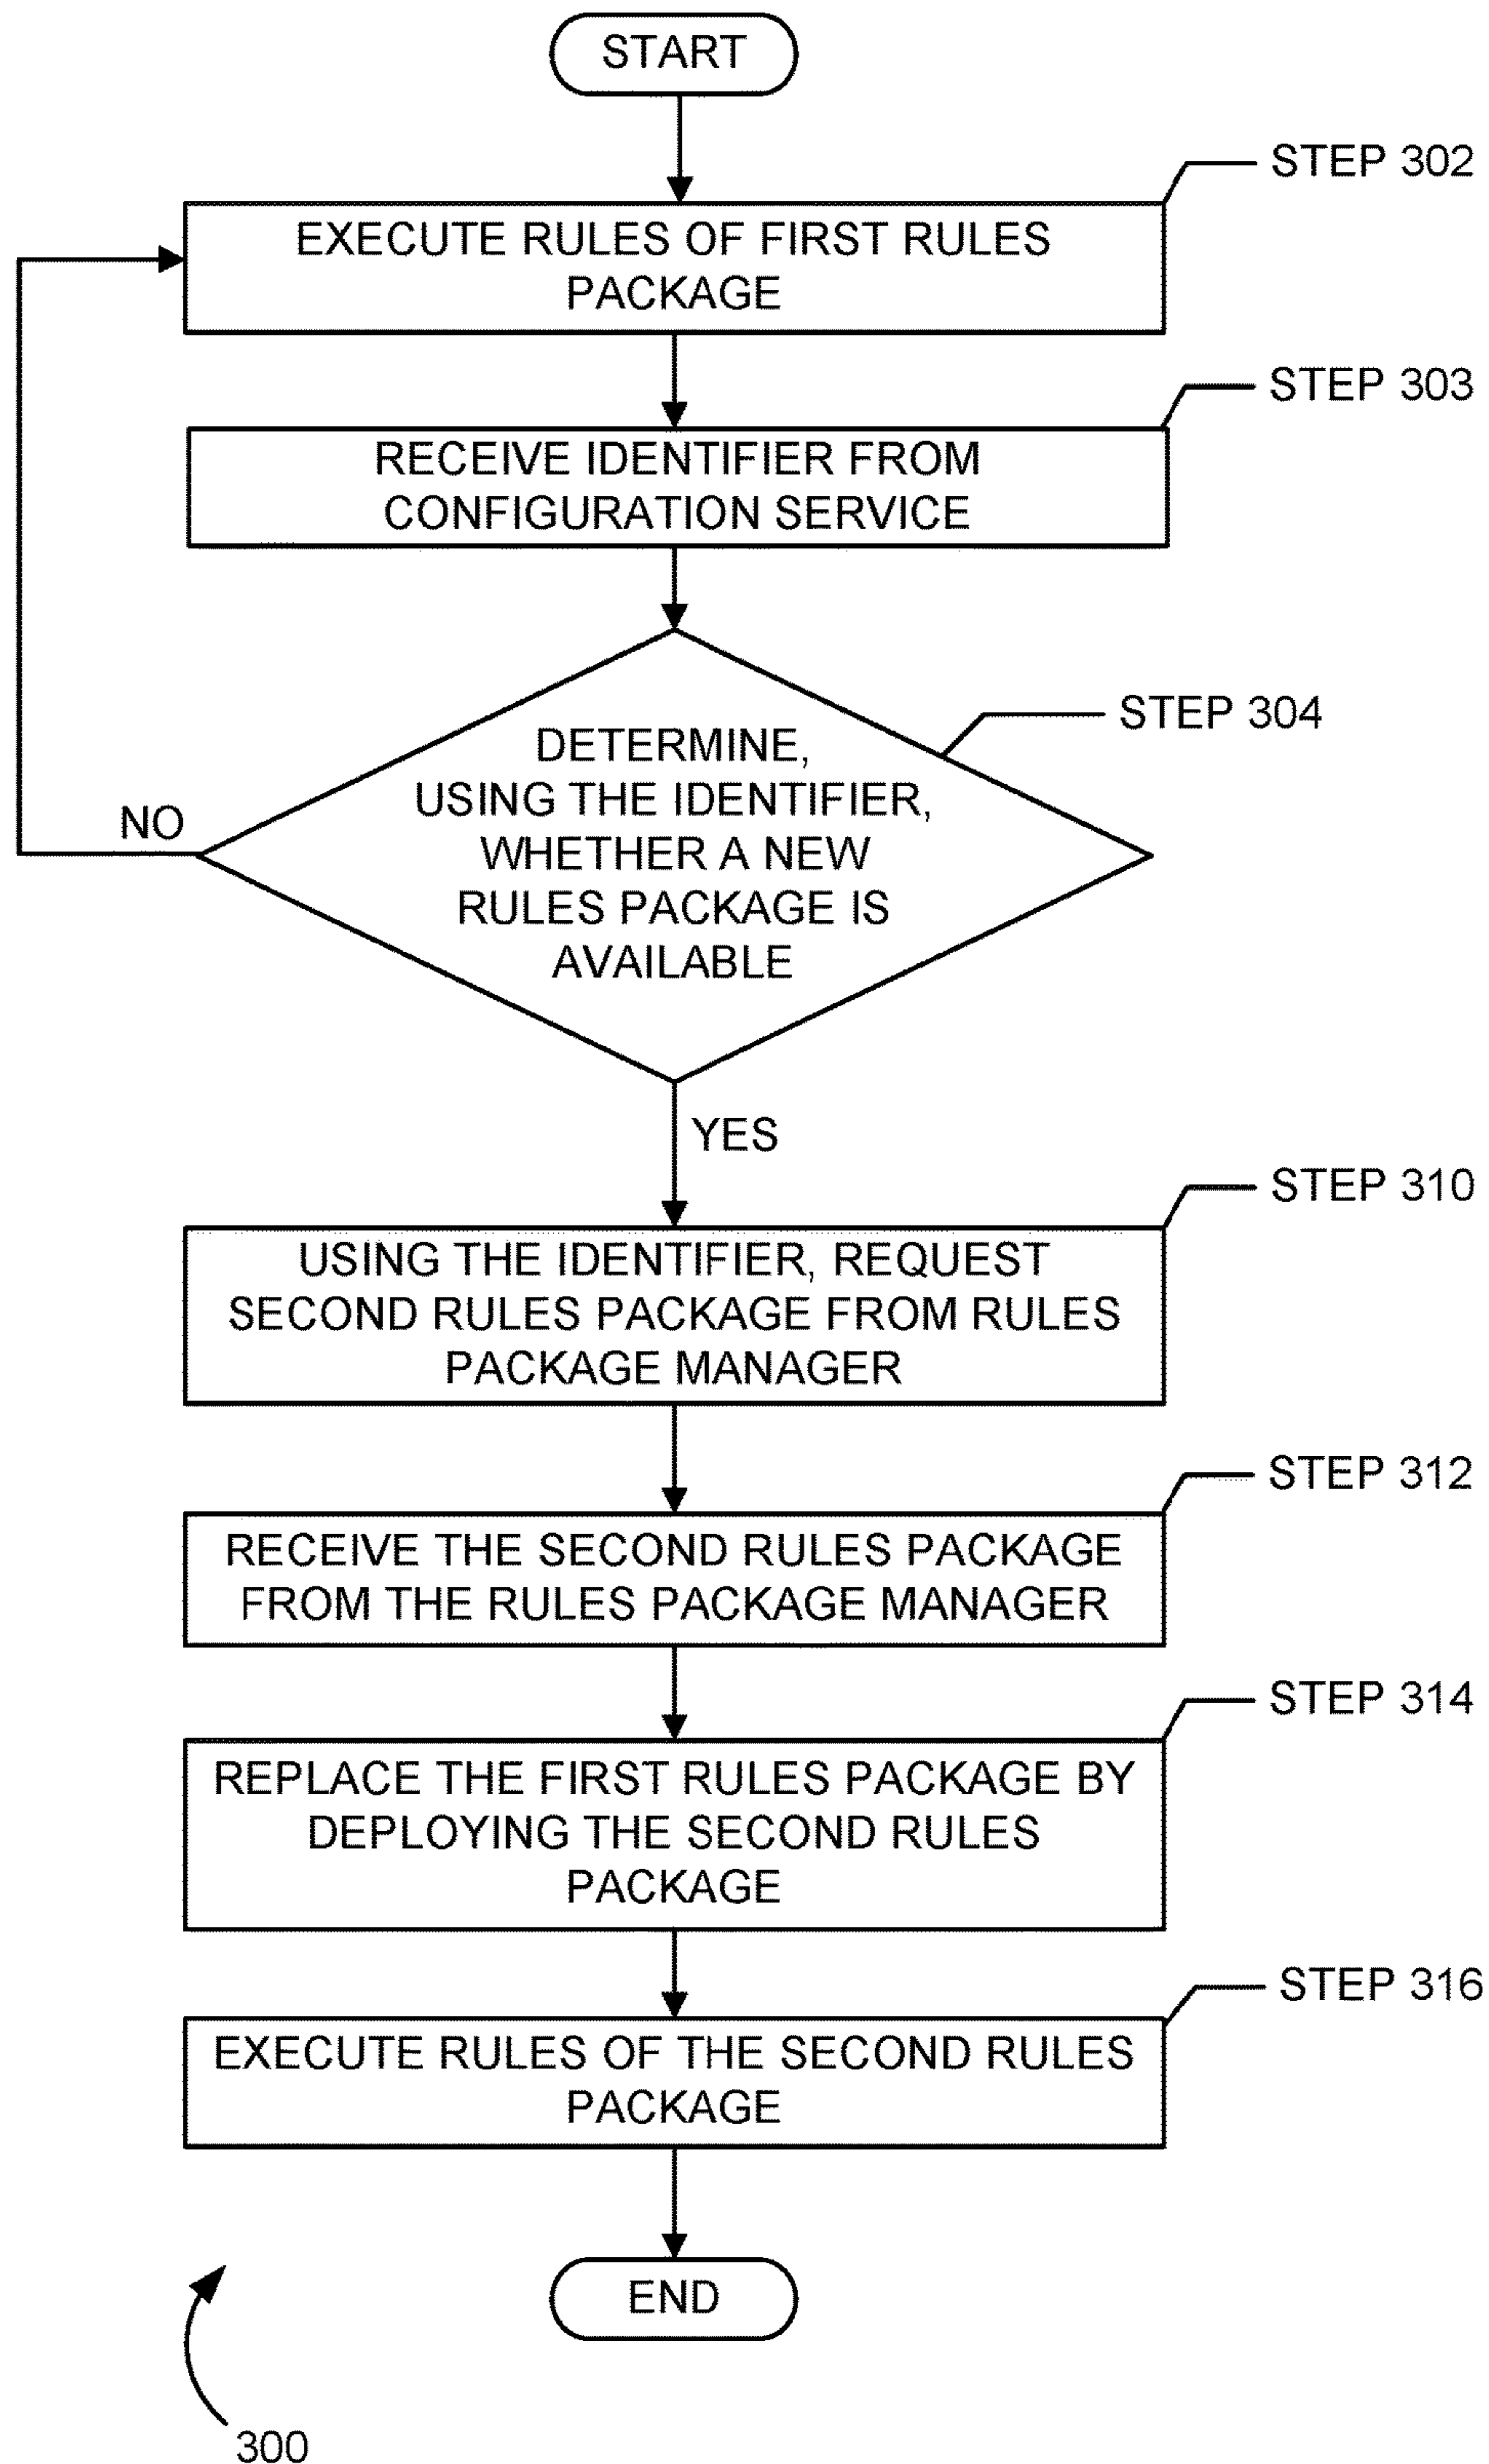 START
STEP 302
EXECUTE RULES OF FIRST RULES
PACKAGE
STEP 303
RECEIVE IDENTIFIER FROM
CONFIGURATION SERVICE
STEP 304
DETERMINE,
USING THE IDENTIFIER,
WHETHER A NEW
RULES PACKAGE IS
AVAILABLE
NO
YES
STEP 310
USING THE IDENTIFIER, REQUEST
SECOND RULES PACKAGE FROM RULES
PACKAGE MANAGER
STEP 312
RECEIVE THE SECOND RULES PACKAGE
FROM THE RULES PACKAGE MANAGER
STEP 314
REPLACE THE FIRST RULES PACKAGE BY
DEPLOYING THE SECOND RULES
PACKAGE
STEP 316
EXECUTE RULES OF THE SECOND RULES
PACKAGE
END
300